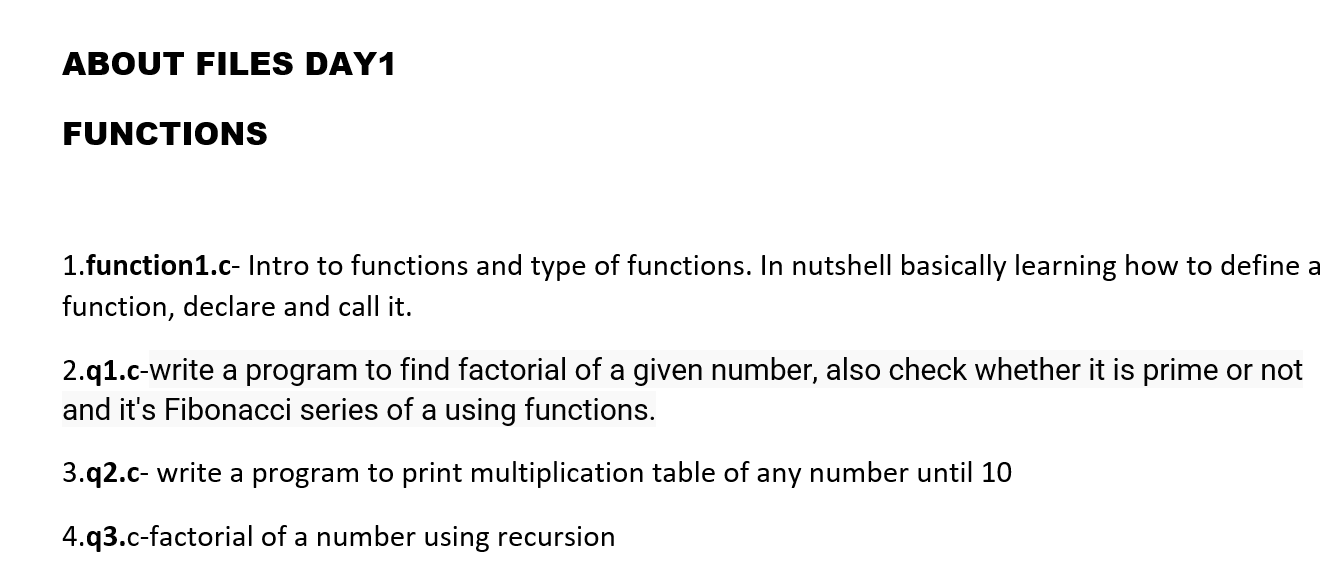 ABOUT FILES DAY1
FUNCTIONS
1.function1.c- Intro to functions and type of functions. In nutshell basically learning how to define a
function, declare and call it.
2.q1.c-write a program to find factorial of a given number, also check whether it is prime or not
and it's Fibonacci series of a using functions.
3.q2.c- write a program to print multiplication table of any number until 10
4.q3.c-factorial of a number using recursion